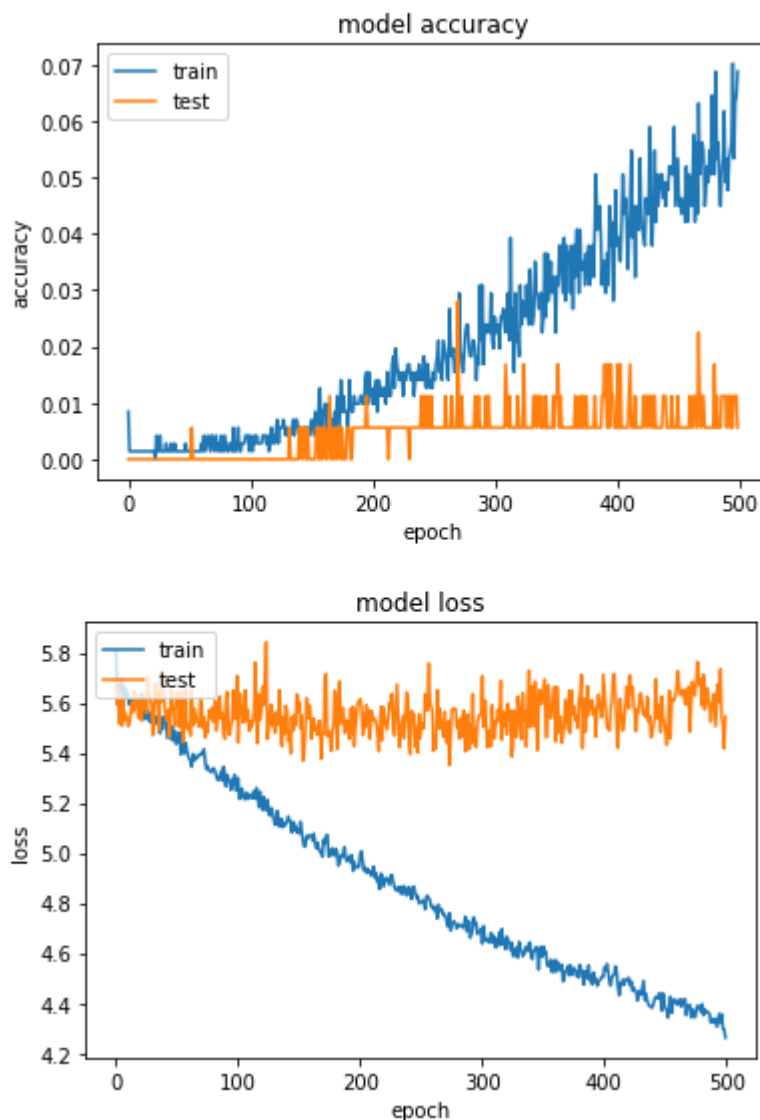 model accuracy
0.07
0.06
0.05
0.04
0.03
0.02
0.01
0.00
accuracy
train
test
0 100 200 300 400 500
epoch
model loss
5.8
5.6
5.4
5.2
5.0
4.8
4.6
4.4
4.2
loss
train
test
0 100 200 300 400 500
epoch